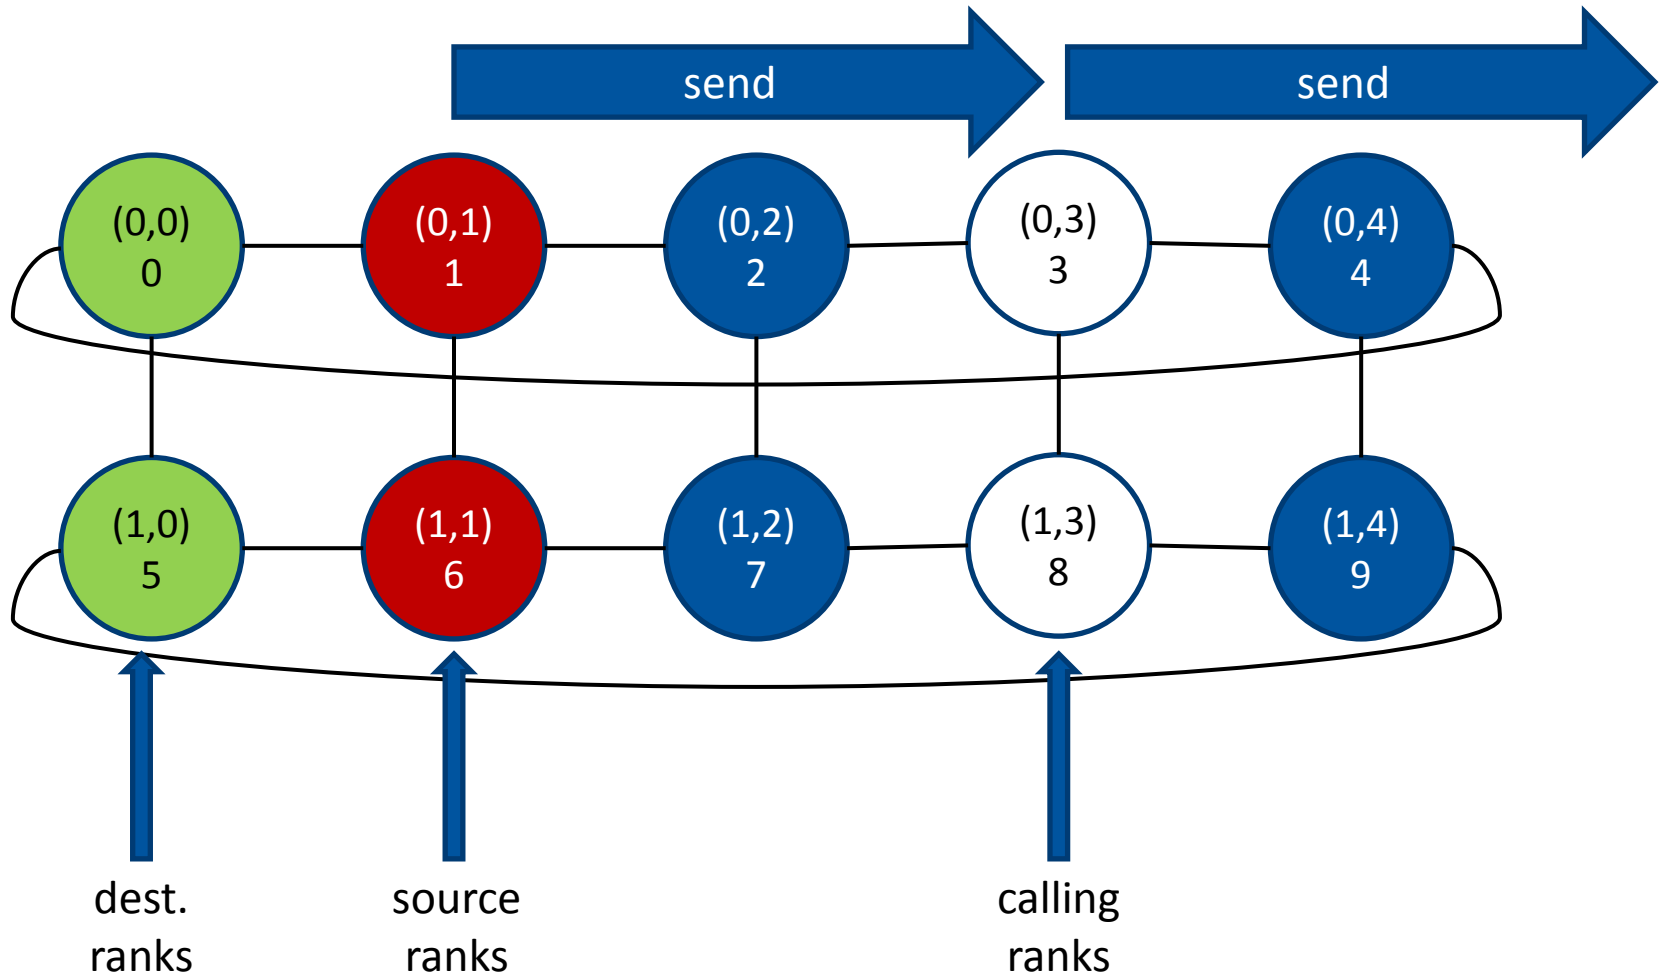 send
send
(0,0)
0
(0,1)
1
(0,2)
2
(0,3)
3
(0,4)
4
(1,0)
5
(1,1)
6
(1,2)
7
(1,3)
8
(1,4)
9
dest.
ranks
source
ranks
calling
ranks